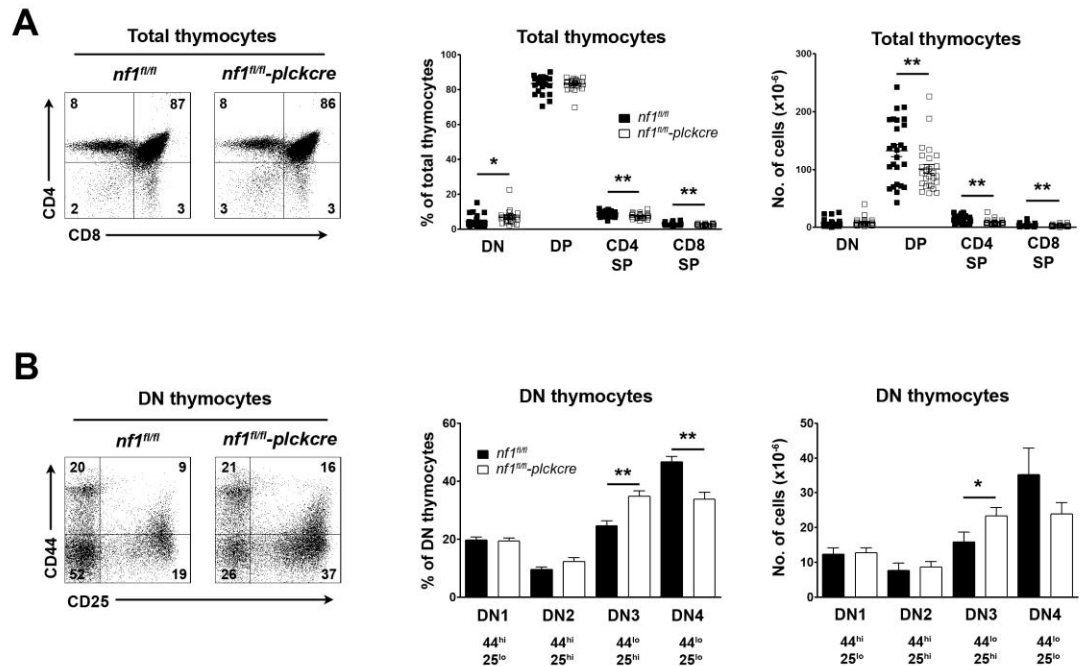 A
Total thymocytes
nf1fl/fl
nf1fl/fl-plckcre
8
87
2
3
8
86
3
3
CD4
CD8
Total thymocytes
% of total thymocytes
100
80
60
40
20
0
nf1fl/fl
nf1fl/fl-plckcre
*
**
**
DN
DP
CD4
SP
CD8
SP
Total thymocytes
No. of cells (x10-6)
300
200
100
0
**
**
**
DN
DP
CD4
SP
CD8
SP
B
DN thymocytes
nf1fl/fl
nf1fl/fl-plckcre
20
9
52
19
21
16
26
37
CD44
CD25
DN thymocytes
% of DN thymocytes
60
40
20
0
nf1fl/fl
nf1fl/fl-plckcre
**
**
DN1
DN2
DN3
DN4
44hi
44hi
44lo
44lo
25lo
25hi
25hi
25lo
DN thymocytes
No. of cells (x10-6)
50
40
30
20
10
0
*
DN1
DN2
DN3
DN4
44hi
44hi
44lo
44lo
25lo
25hi
25hi
25lo